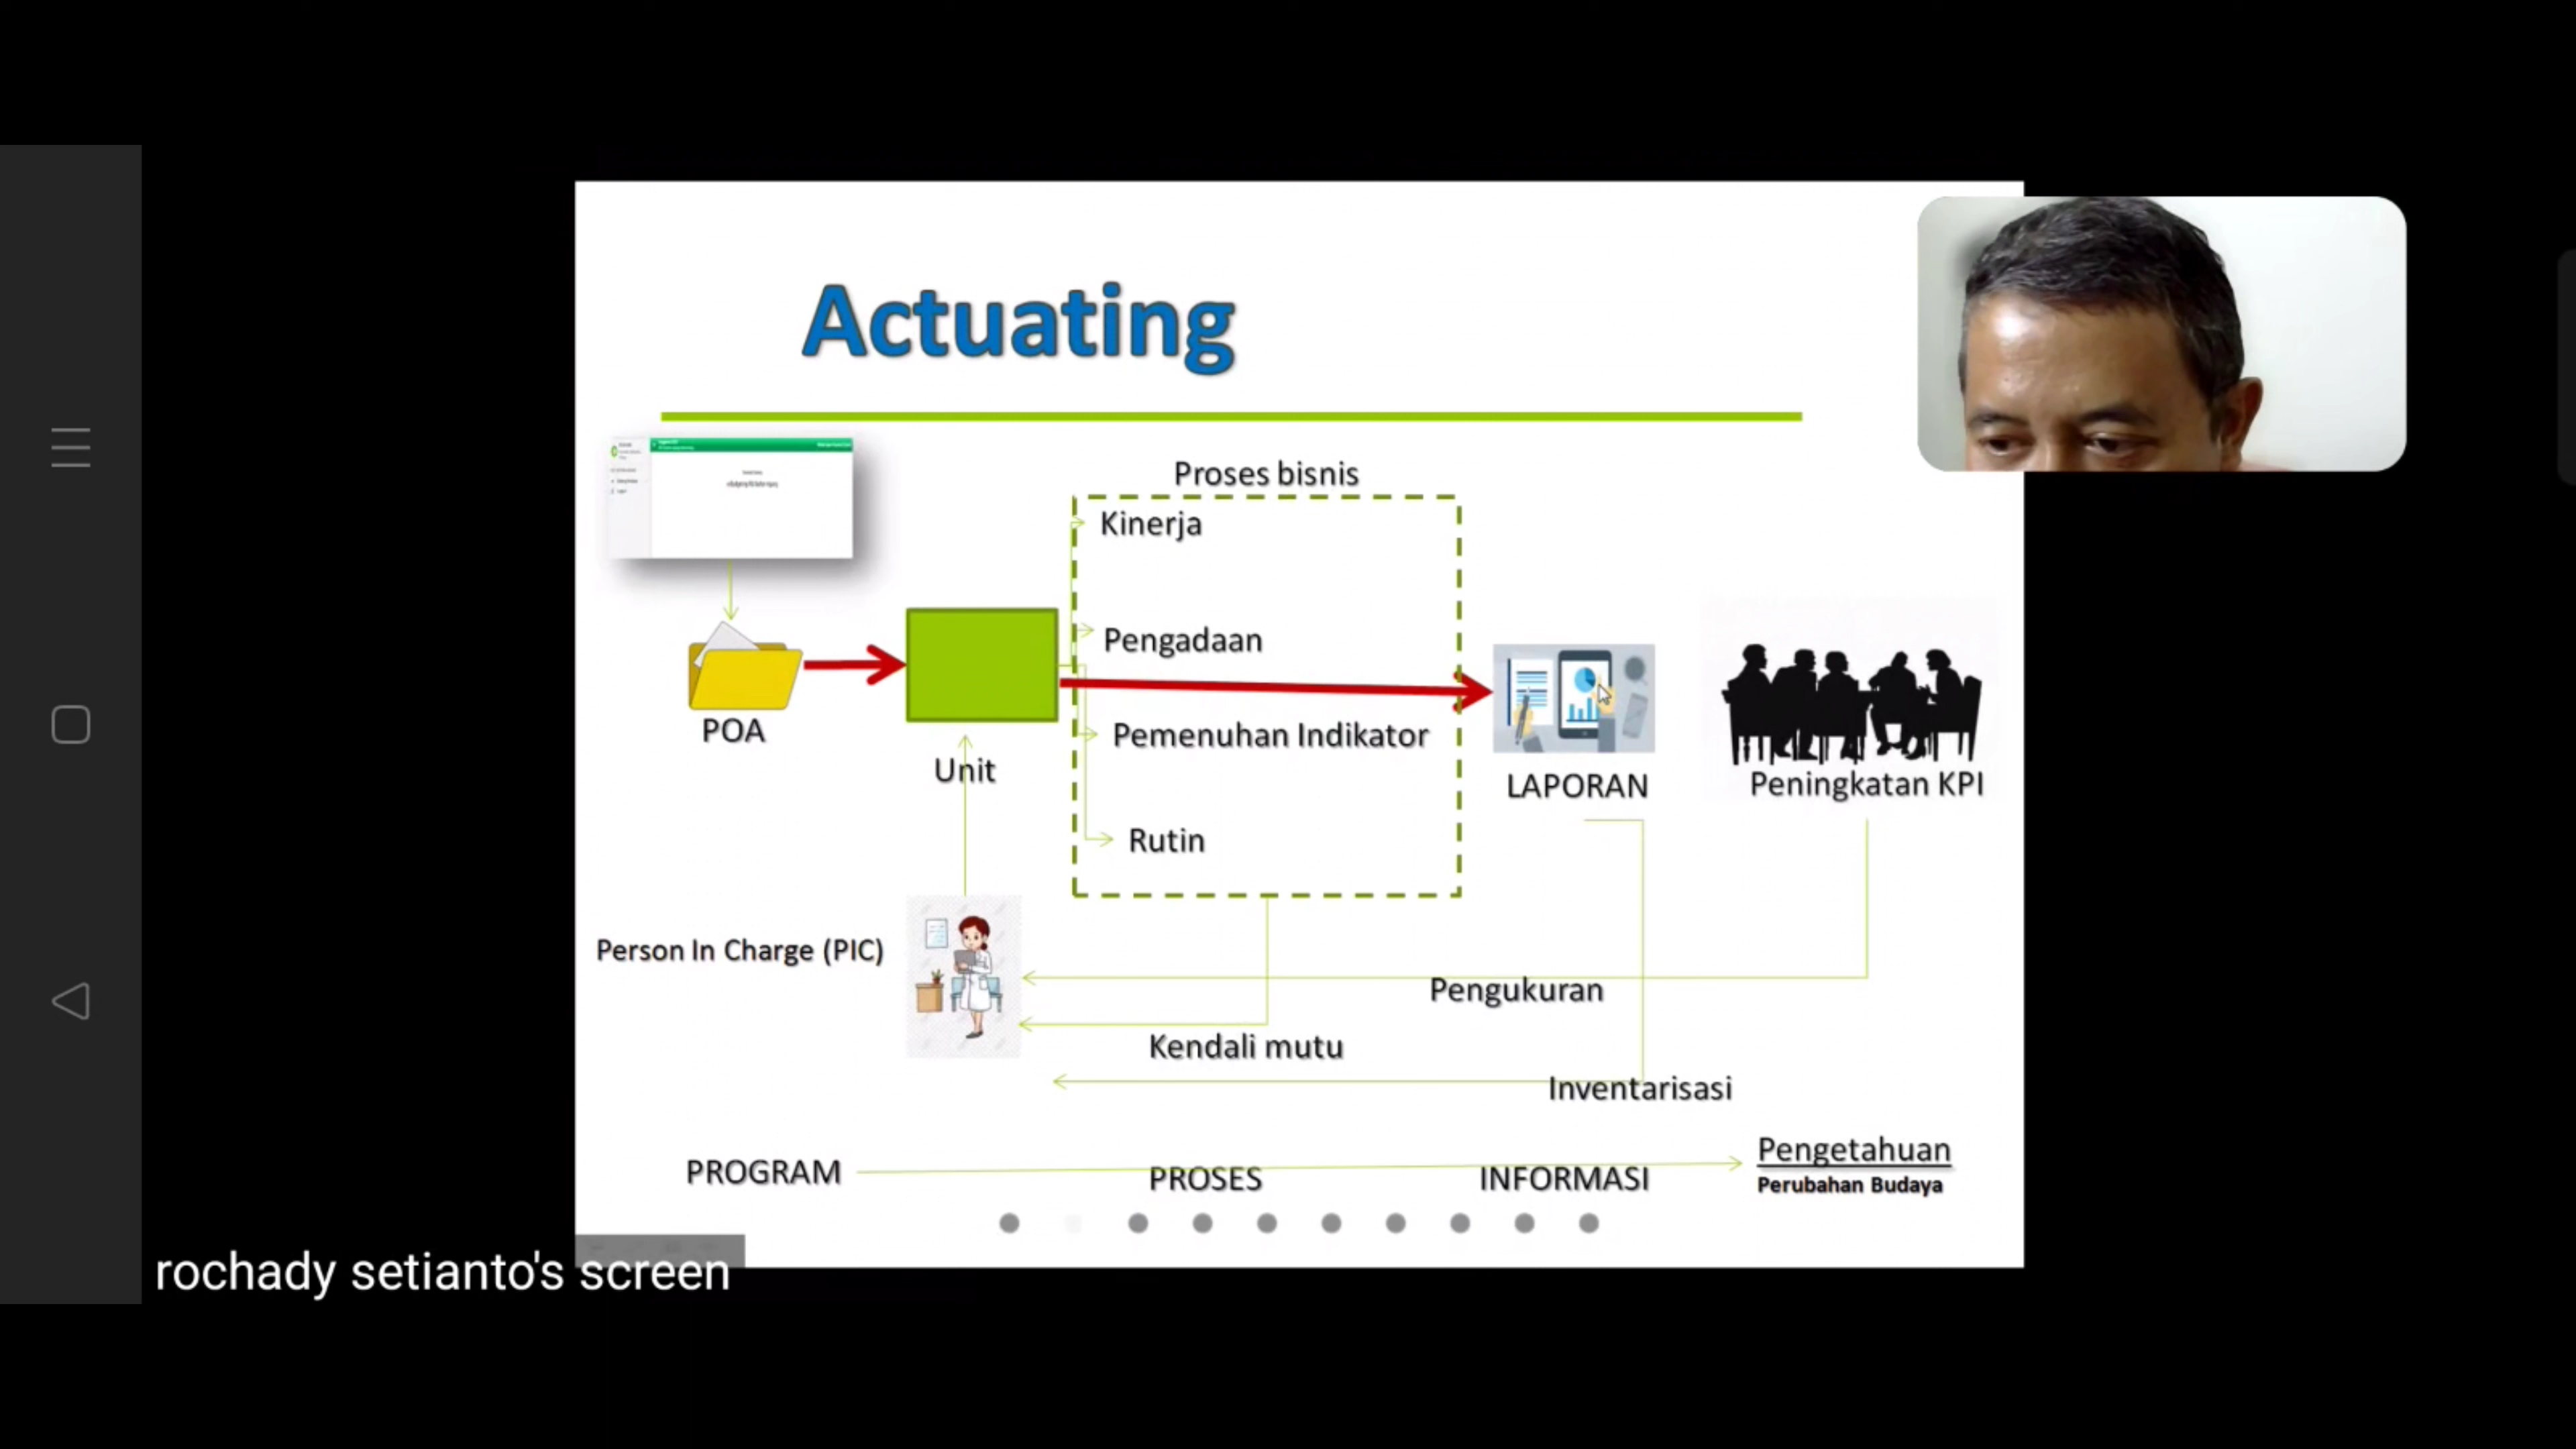 Actuating
Proses bisnis
Kinerja
Pengadaan
Pemenuhan Indikator
Rutin
POA
Unit
LAPORAN
Peningkatan KPI
Person In Charge (PIC)
Pengukuran
Kendali mutu
Inventarisasi
PROGRAM
PROSES
INFORMASI
Pengetahuan
Perubahan Budaya
rochady setianto's screen